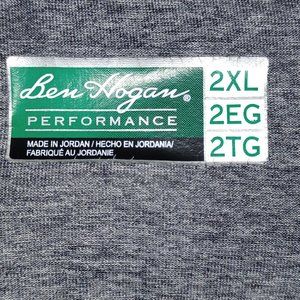 Ben Hogan®
PERFORMANCE
MADE IN JORDAN / HECHO EN JORDANIA/
FABRIQUÉ AU JORDANIE
2XL
2EG
2TG